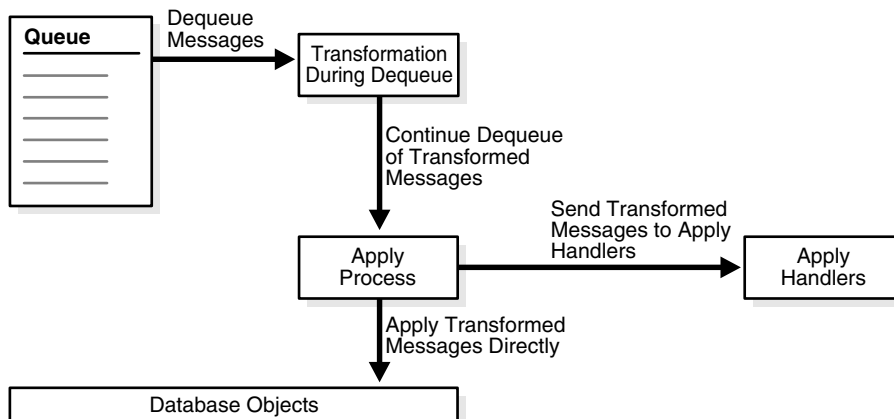 Queue
Dequeue
Messages
Transformation
During Dequeue
Continue Dequeue
of Transformed
Messages
Send Transformed
Messages to Apply
Handlers
Apply
Process
Apply
Handlers
Apply Transformed
Messages Directly
Database Objects